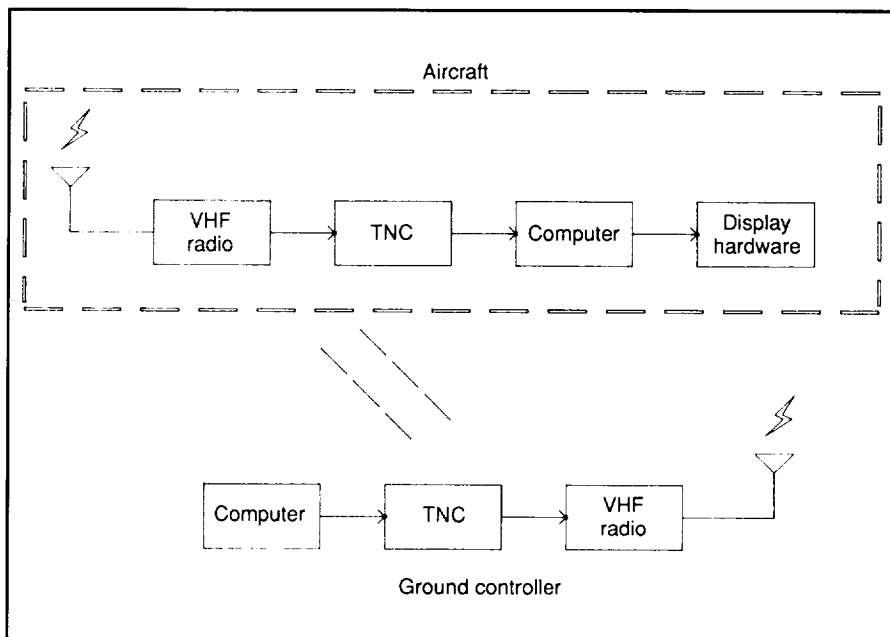 Aircraft
VHF
radio
TNC
Computer
Display
hardware
Computer
TNC
VHF
radio
Ground controller